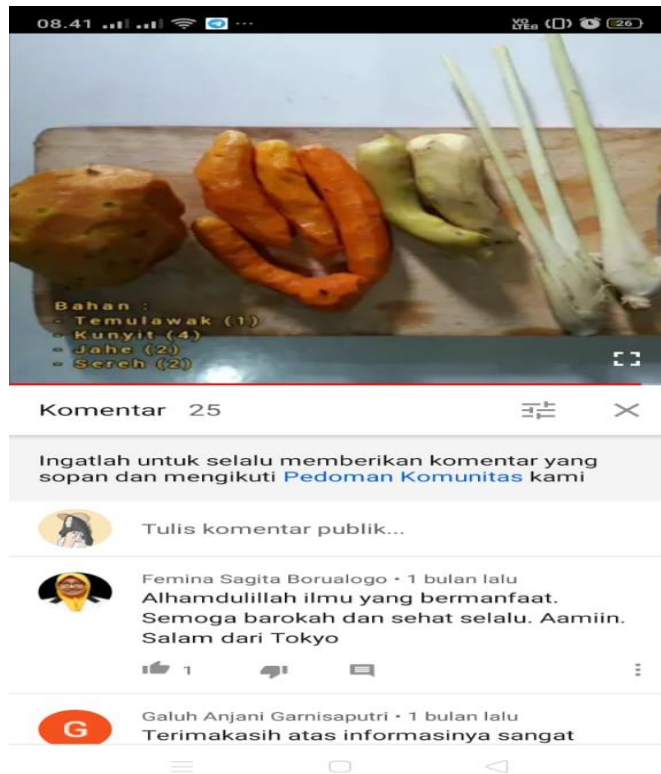 08.41 ...
VO LTE 26
Bahan :
- Temulawak (1)
- Kunyit (4)
- Jahe (2)
- Sereh (2)
Komentar 25
Ingatlah untuk selalu memberikan komentar yang
sopan dan mengikuti Pedoman Komunitas kami
Tulis komentar publik...
Femina Sagita Borualogo • 1 bulan lalu
Alhamdulillah ilmu yang bermanfaat.
Semoga barokah dan sehat selalu. Aamiin.
Salam dari Tokyo
1
G
Galuh Anjani Garnisaputri • 1 bulan lalu
Terimakasih atas informasinya sangat